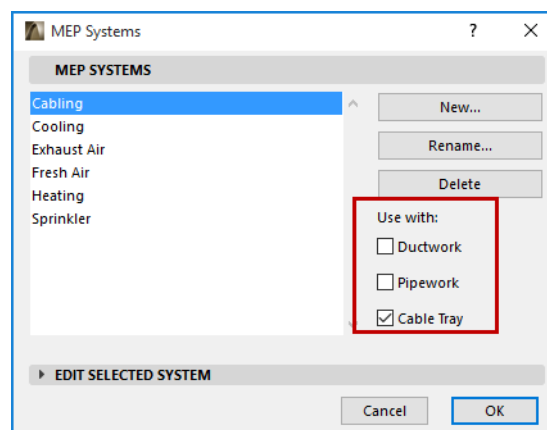 MEP Systems
?
MEP SYSTEMS
Cabling
Cooling
Exhaust Air
Fresh Air
Heating
Sprinkler
New...
Rename...
Delete
Use with:
Ductwork
Pipework
Cable Tray
EDIT SELECTED SYSTEM
Cancel
OK